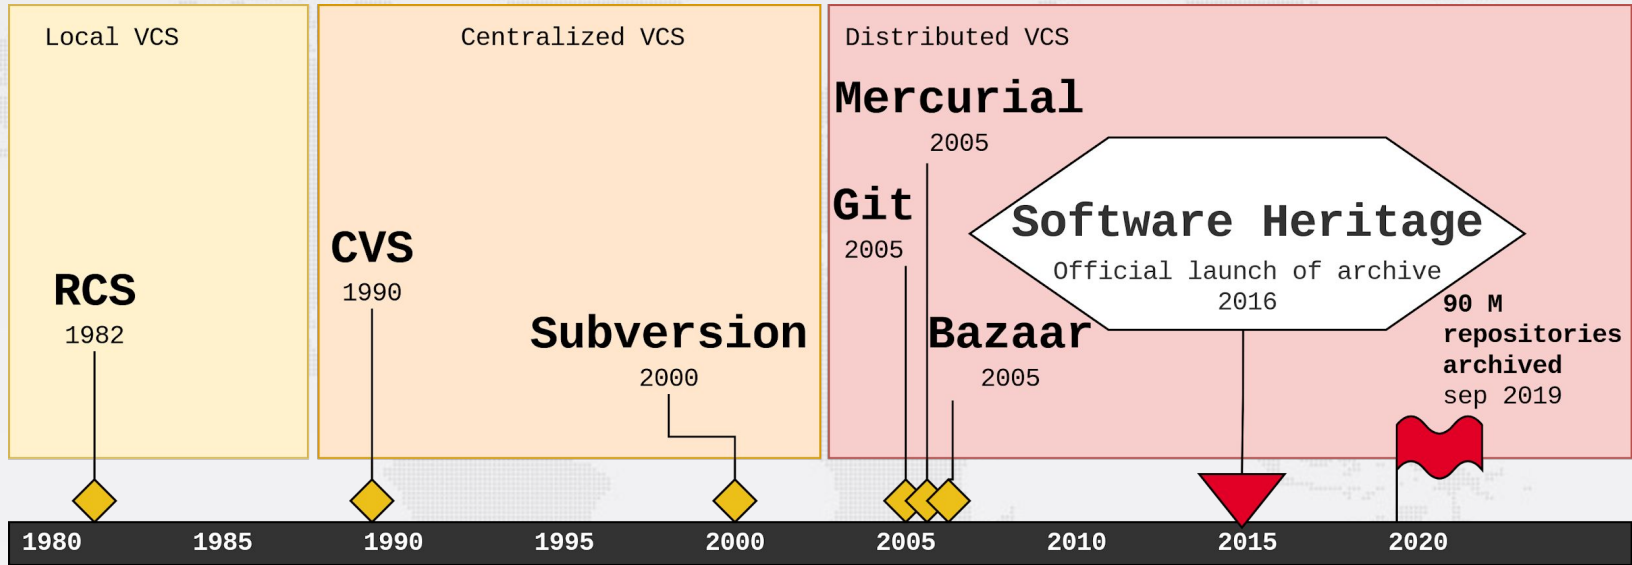 Local VCS
Centralized VCS
Distributed VCS
Mercurial
2005
Git
2005
Software Heritage
Official launch of archive
2016
CVS
1990
RCS
1982
Subversion
2000
Bazaar
2005
90 M
repositories
archived
sep 2019
1980 1985 1990 1995 2000 2005 2010 2015 2020